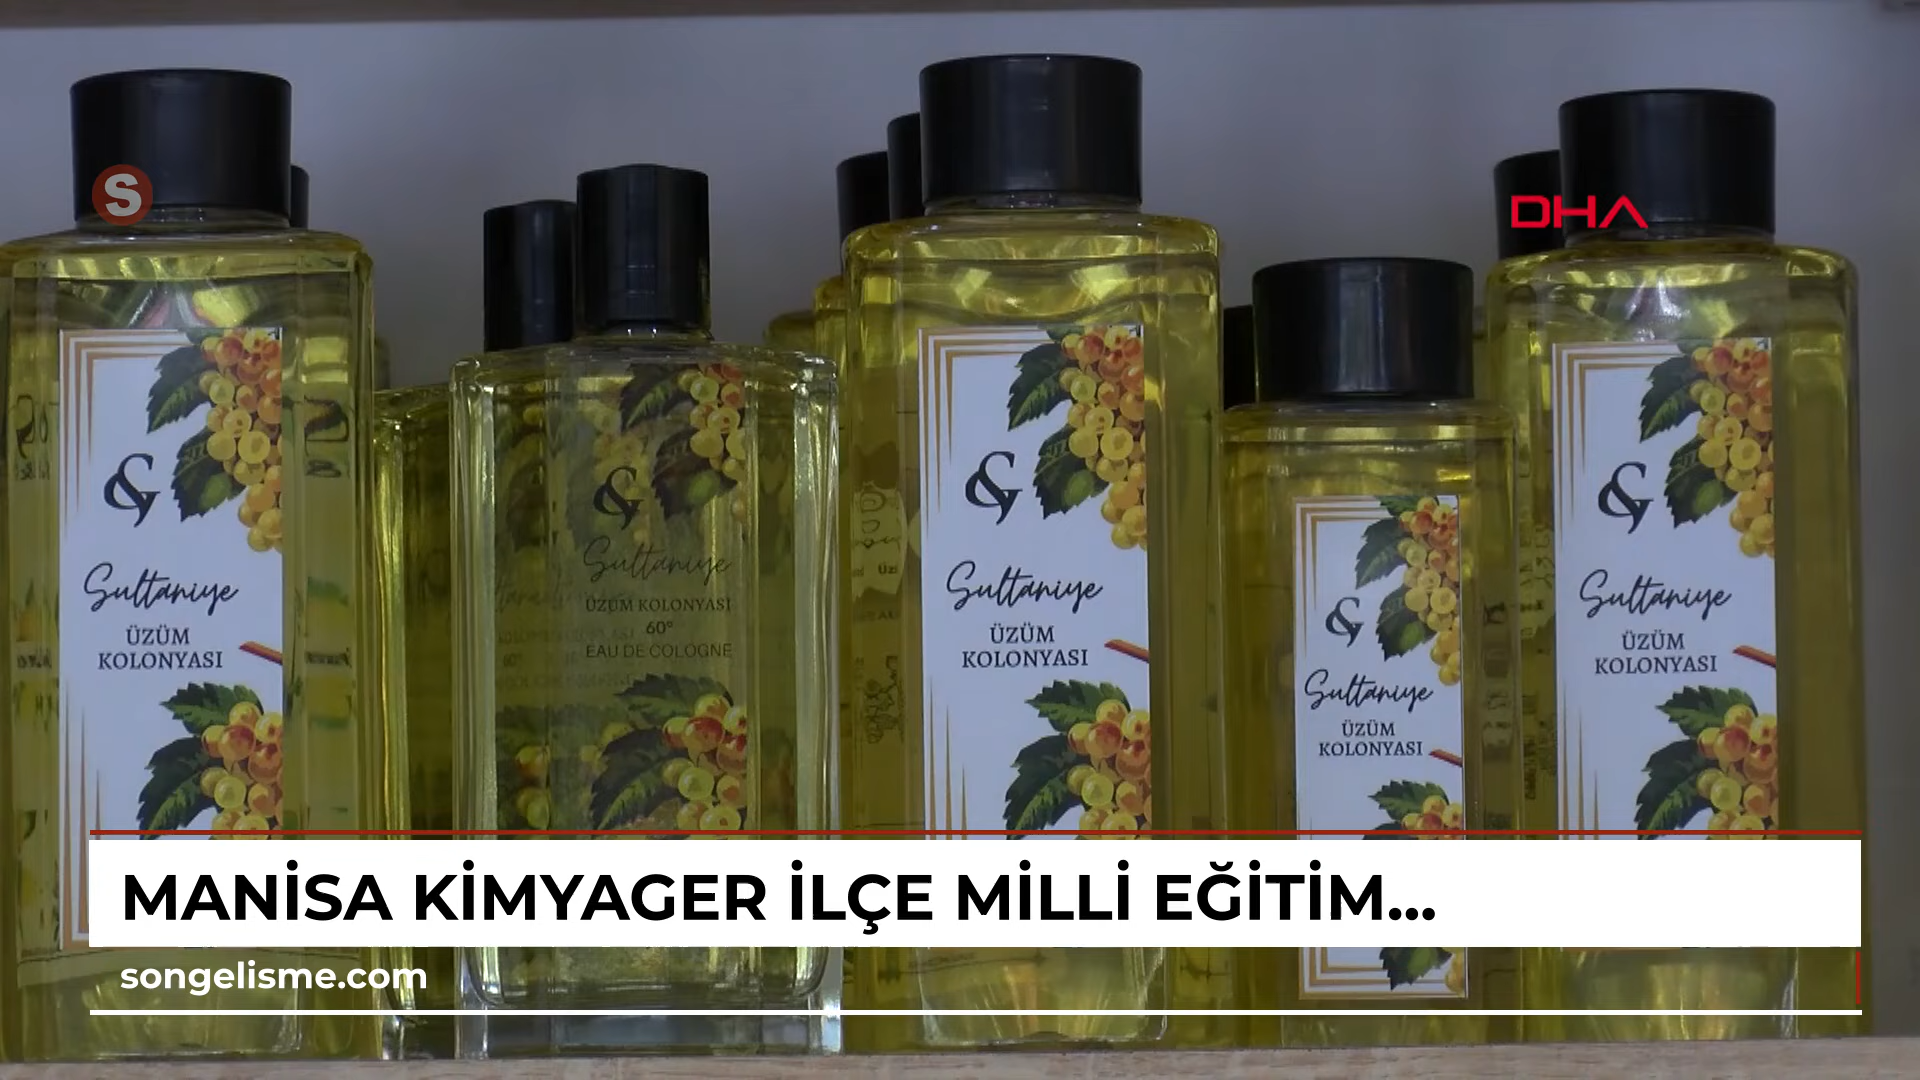 S
DHA
Sultaniye
ÜZÜM
KOLONYASI
Sultaniye
ÜZÜM KOLONYASI
60°
EAU DE COLOGNE
Sultaniye
ÜZÜM
KOLONYASI
Sultaniye
ÜZÜM
KOLONYASI
Sultaniye
ÜZÜM
KOLONYASI
MANİSA KİMYAGER İLÇE MİLLİ EĞİTİM...
songelisme.com